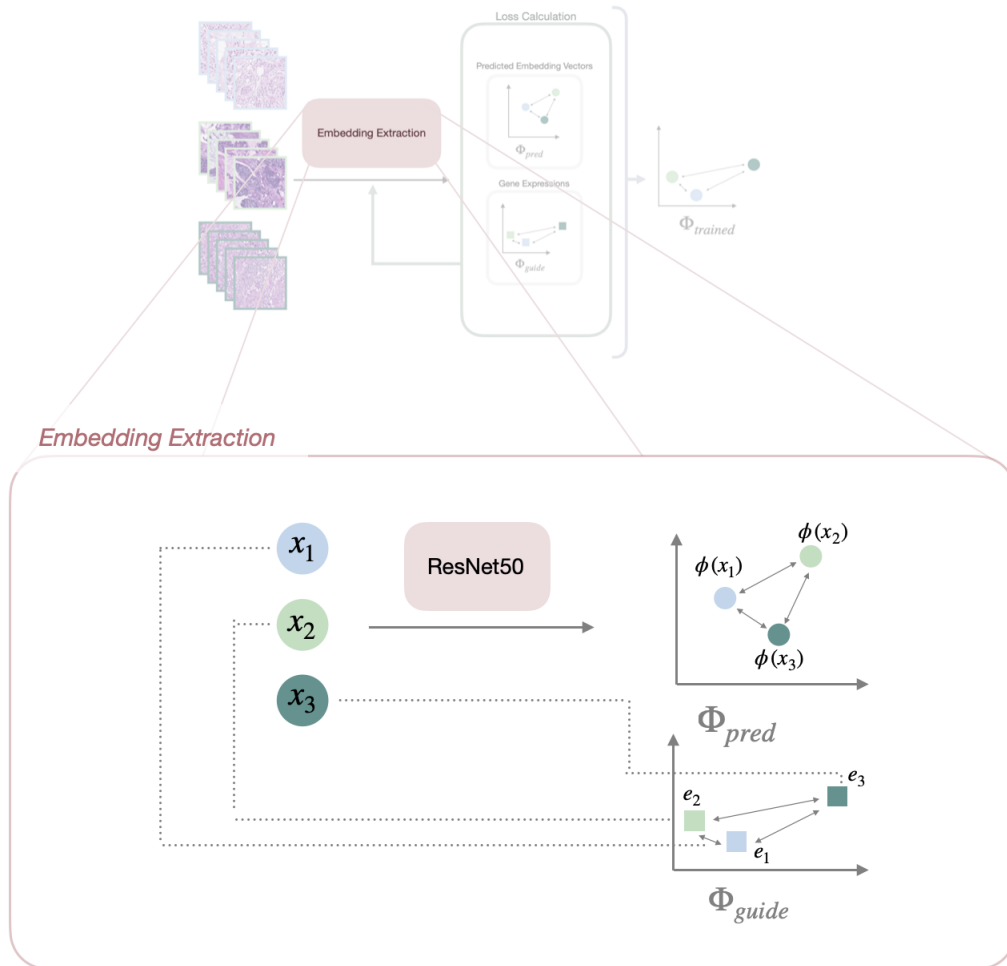 Loss Calculation
Predicted Embedding Vectors
Embedding Extraction
Φpred
Gene Expressions
Φtrained
Φguide
Embedding Extraction
x1
ResNet50
ϕ(x2)
ϕ(x1)
x2
ϕ(x3)
x3
Φpred
e3
e2
e1
Φguide